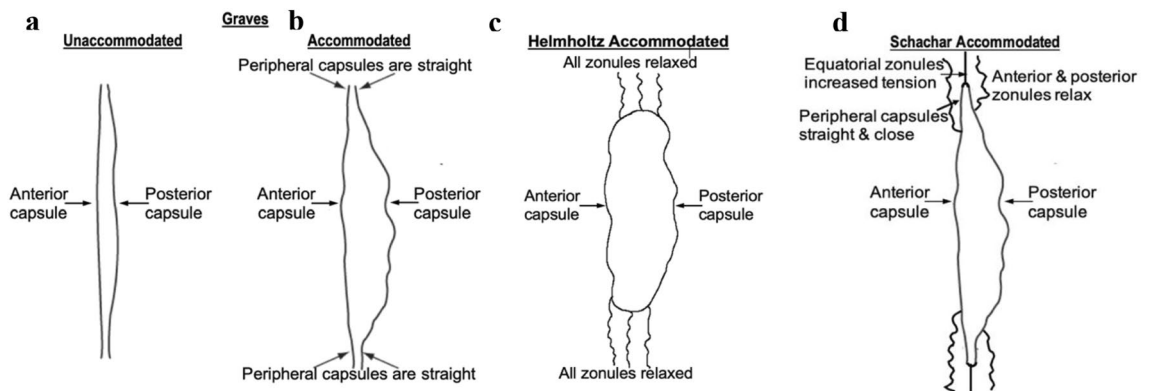 a
Graves
Unaccommodated
Anterior
capsule
Posterior
capsule
b
Accommodated
Peripheral capsules are straight
Anterior
capsule
Posterior
capsule
Peripheral capsules are straight
c
Helmholtz Accommodated
All zonules relaxed
Anterior
capsule
Posterior
capsule
All zonules relaxed
d
Schachar Accommodated
Equatorial zonules
increased tension
Anterior & posterior
zonules relax
Peripheral capsules
straight & close
Anterior
capsule
Posterior
capsule